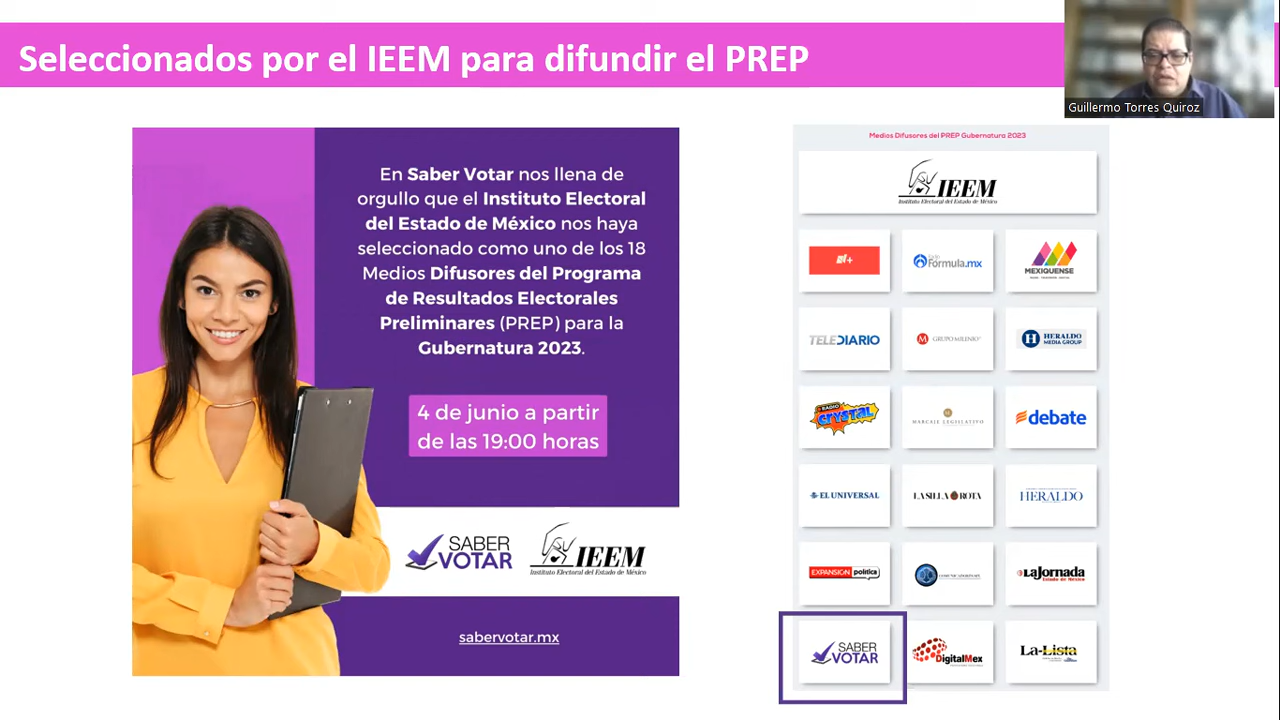 Seleccionados por el IEEM para difundir el PREP
Guillermo Torres Quiroz
En Saber Votar nos llena de
orgullo que el Instituto Electoral
del Estado de México nos haya
seleccionado como uno de los 18
Medios Difusores del Programa
de Resultados Electorales
Preliminares (PREP) para la
Gubernatura 2023.
4 de junio a partir
de las 19:00 horas
SABER
VOTAR
IEEM
Instituto Electoral del Estado de México
sabervotar.mx
Medios Difusores del PREP Gubernatura 2023
IEEM
Instituto Electoral del Estado de México
N+
Fórmula.mx
MEXIQUENSE
TELEDIARIO
GRUPO MILENIO
HERALDO
MEDIA GROUP
RADIO
CRYSTAL
MARCAJE LEGISLATIVO
debate
EL UNIVERSAL
LA SILLA ROTA
HERALDO
EXPANSIÓN política
LaJornada
Estado de México
SABER
VOTAR
DigitalMex
La-Lista